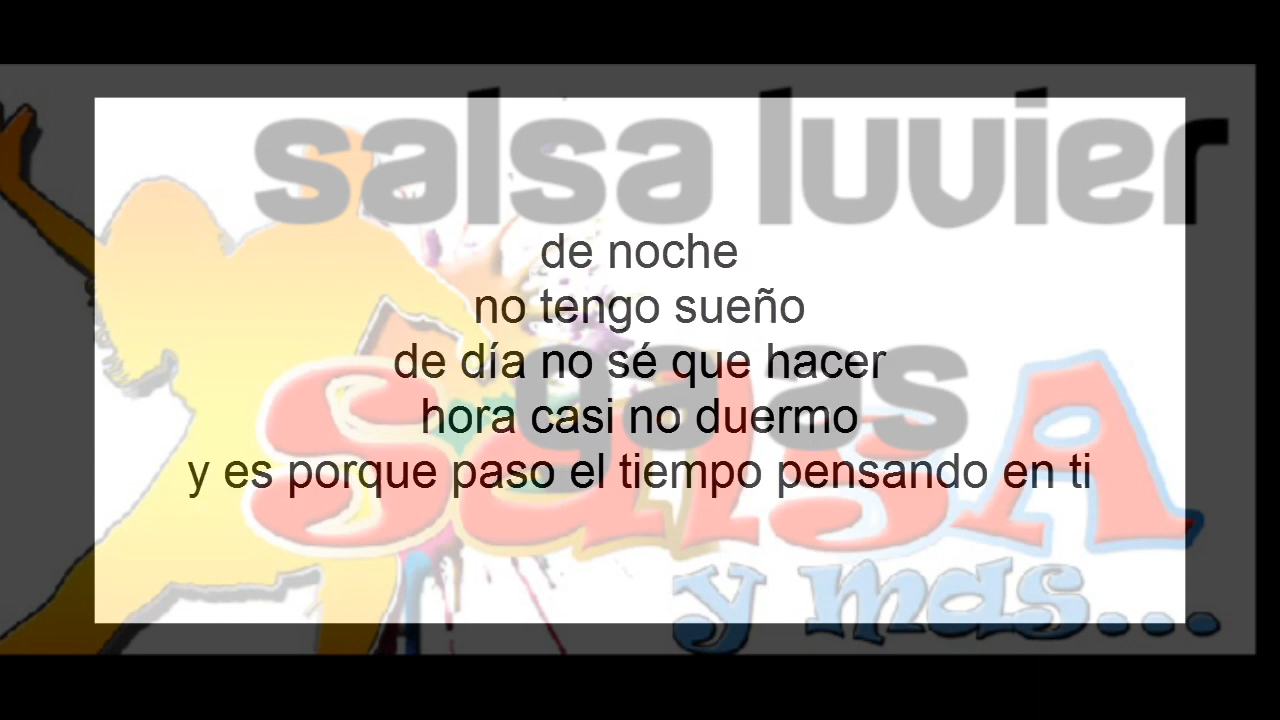 salsa luvier
de noche
no tengo sueño
de día no sé que hacer
hora casi no duermo
y es porque paso el tiempo pensando en ti
SalsA
y mas...